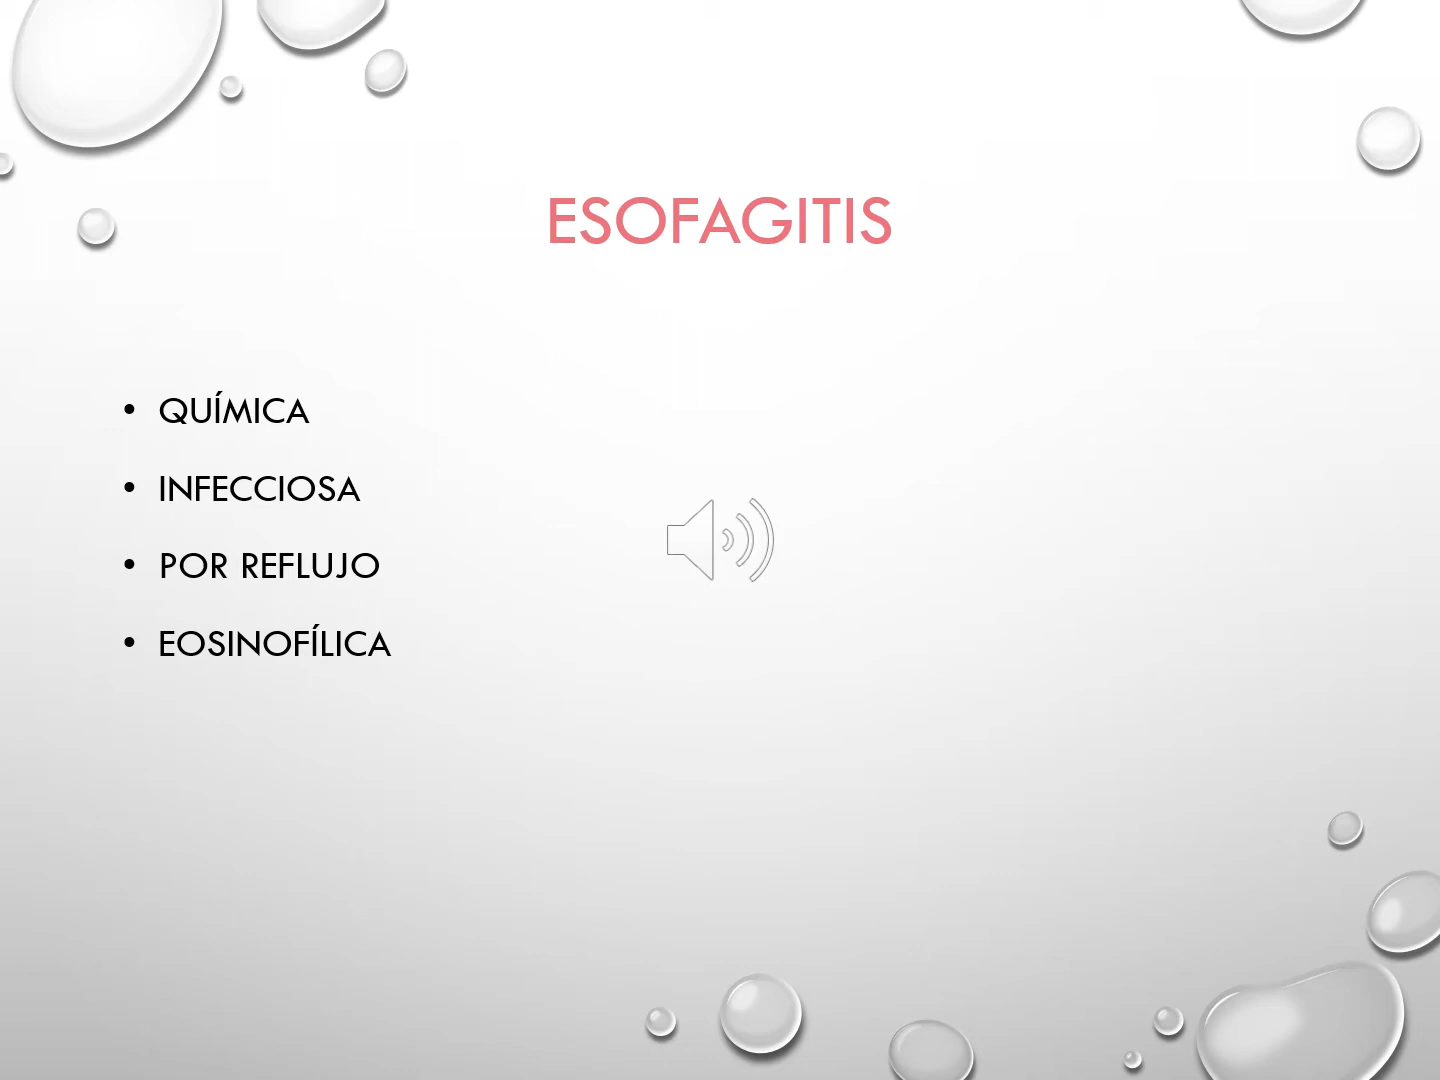 ESOFAGITIS
• QUÍMICA
• INFECCIOSA
• POR REFLUJO
• EOSINOFÍLICA